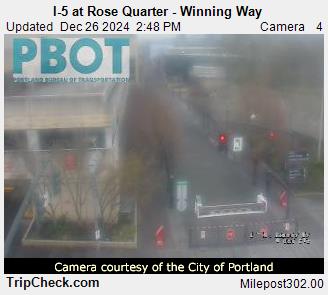 I-5 at Rose Quarter - Winning Way
Updated Dec 26 2024 2:48 PM Camera 4
PBOT
PORTLAND BUREAU OF TRANSPORTATION
Camera courtesy of the City of Portland
TripCheck.com Milepost302.00